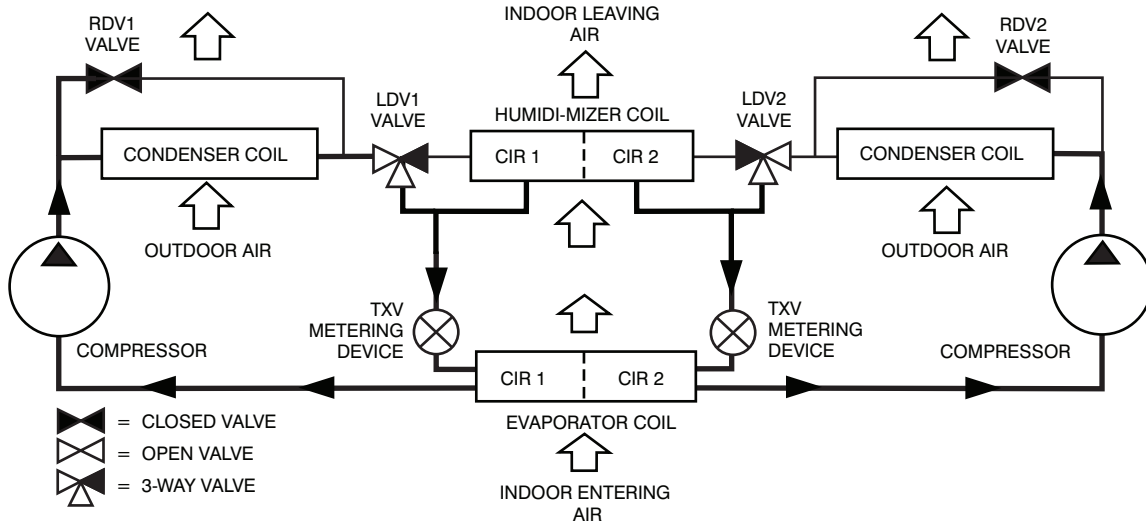 RDV1
VALVE
INDOOR LEAVING
AIR
RDV2
VALVE
LDV1
VALVE
HUMIDI-MIZER COIL
LDV2
VALVE
CONDENSER COIL
CIR 1
CIR 2
CONDENSER COIL
OUTDOOR AIR
OUTDOOR AIR
TXV
METERING
DEVICE
TXV
METERING
DEVICE
COMPRESSOR
COMPRESSOR
CIR 1
CIR 2
EVAPORATOR COIL
= CLOSED VALVE
= OPEN VALVE
= 3-WAY VALVE
INDOOR ENTERING
AIR